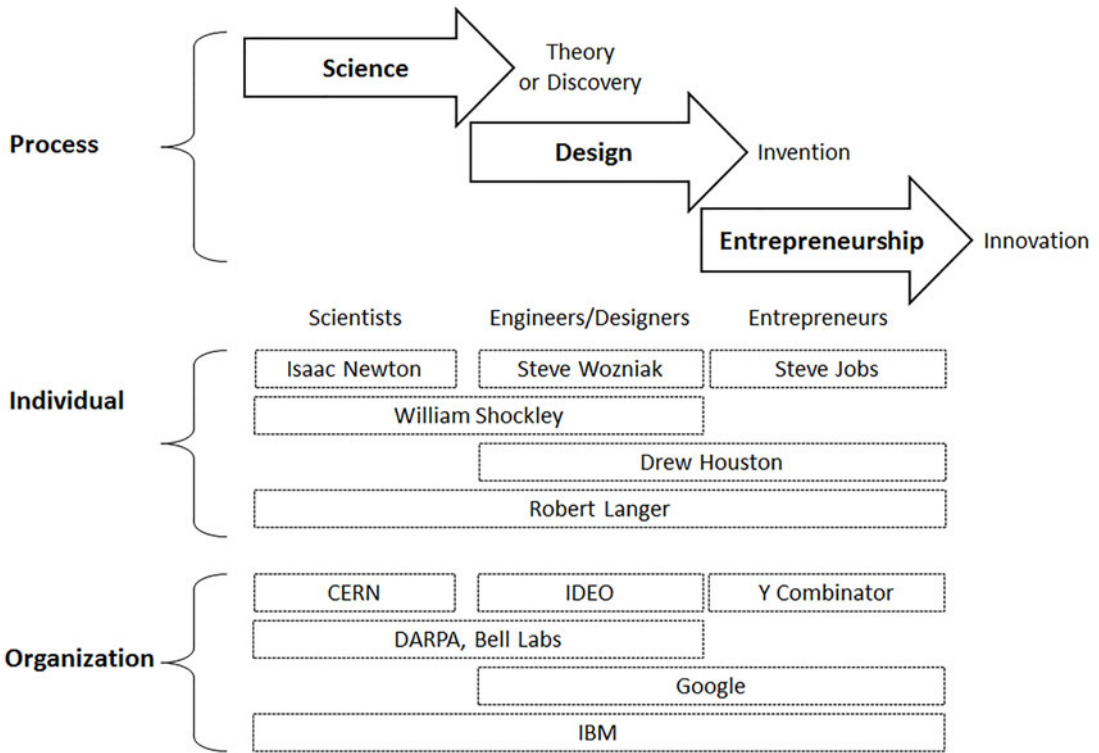 Process
Science
Theory
or Discovery
Design
Invention
Entrepreneurship
Innovation
Scientists
Engineers/Designers
Entrepreneurs
Individual
Isaac Newton
Steve Wozniak
Steve Jobs
William Shockley
Drew Houston
Robert Langer
Organization
CERN
IDEO
Y Combinator
DARPA, Bell Labs
Google
IBM